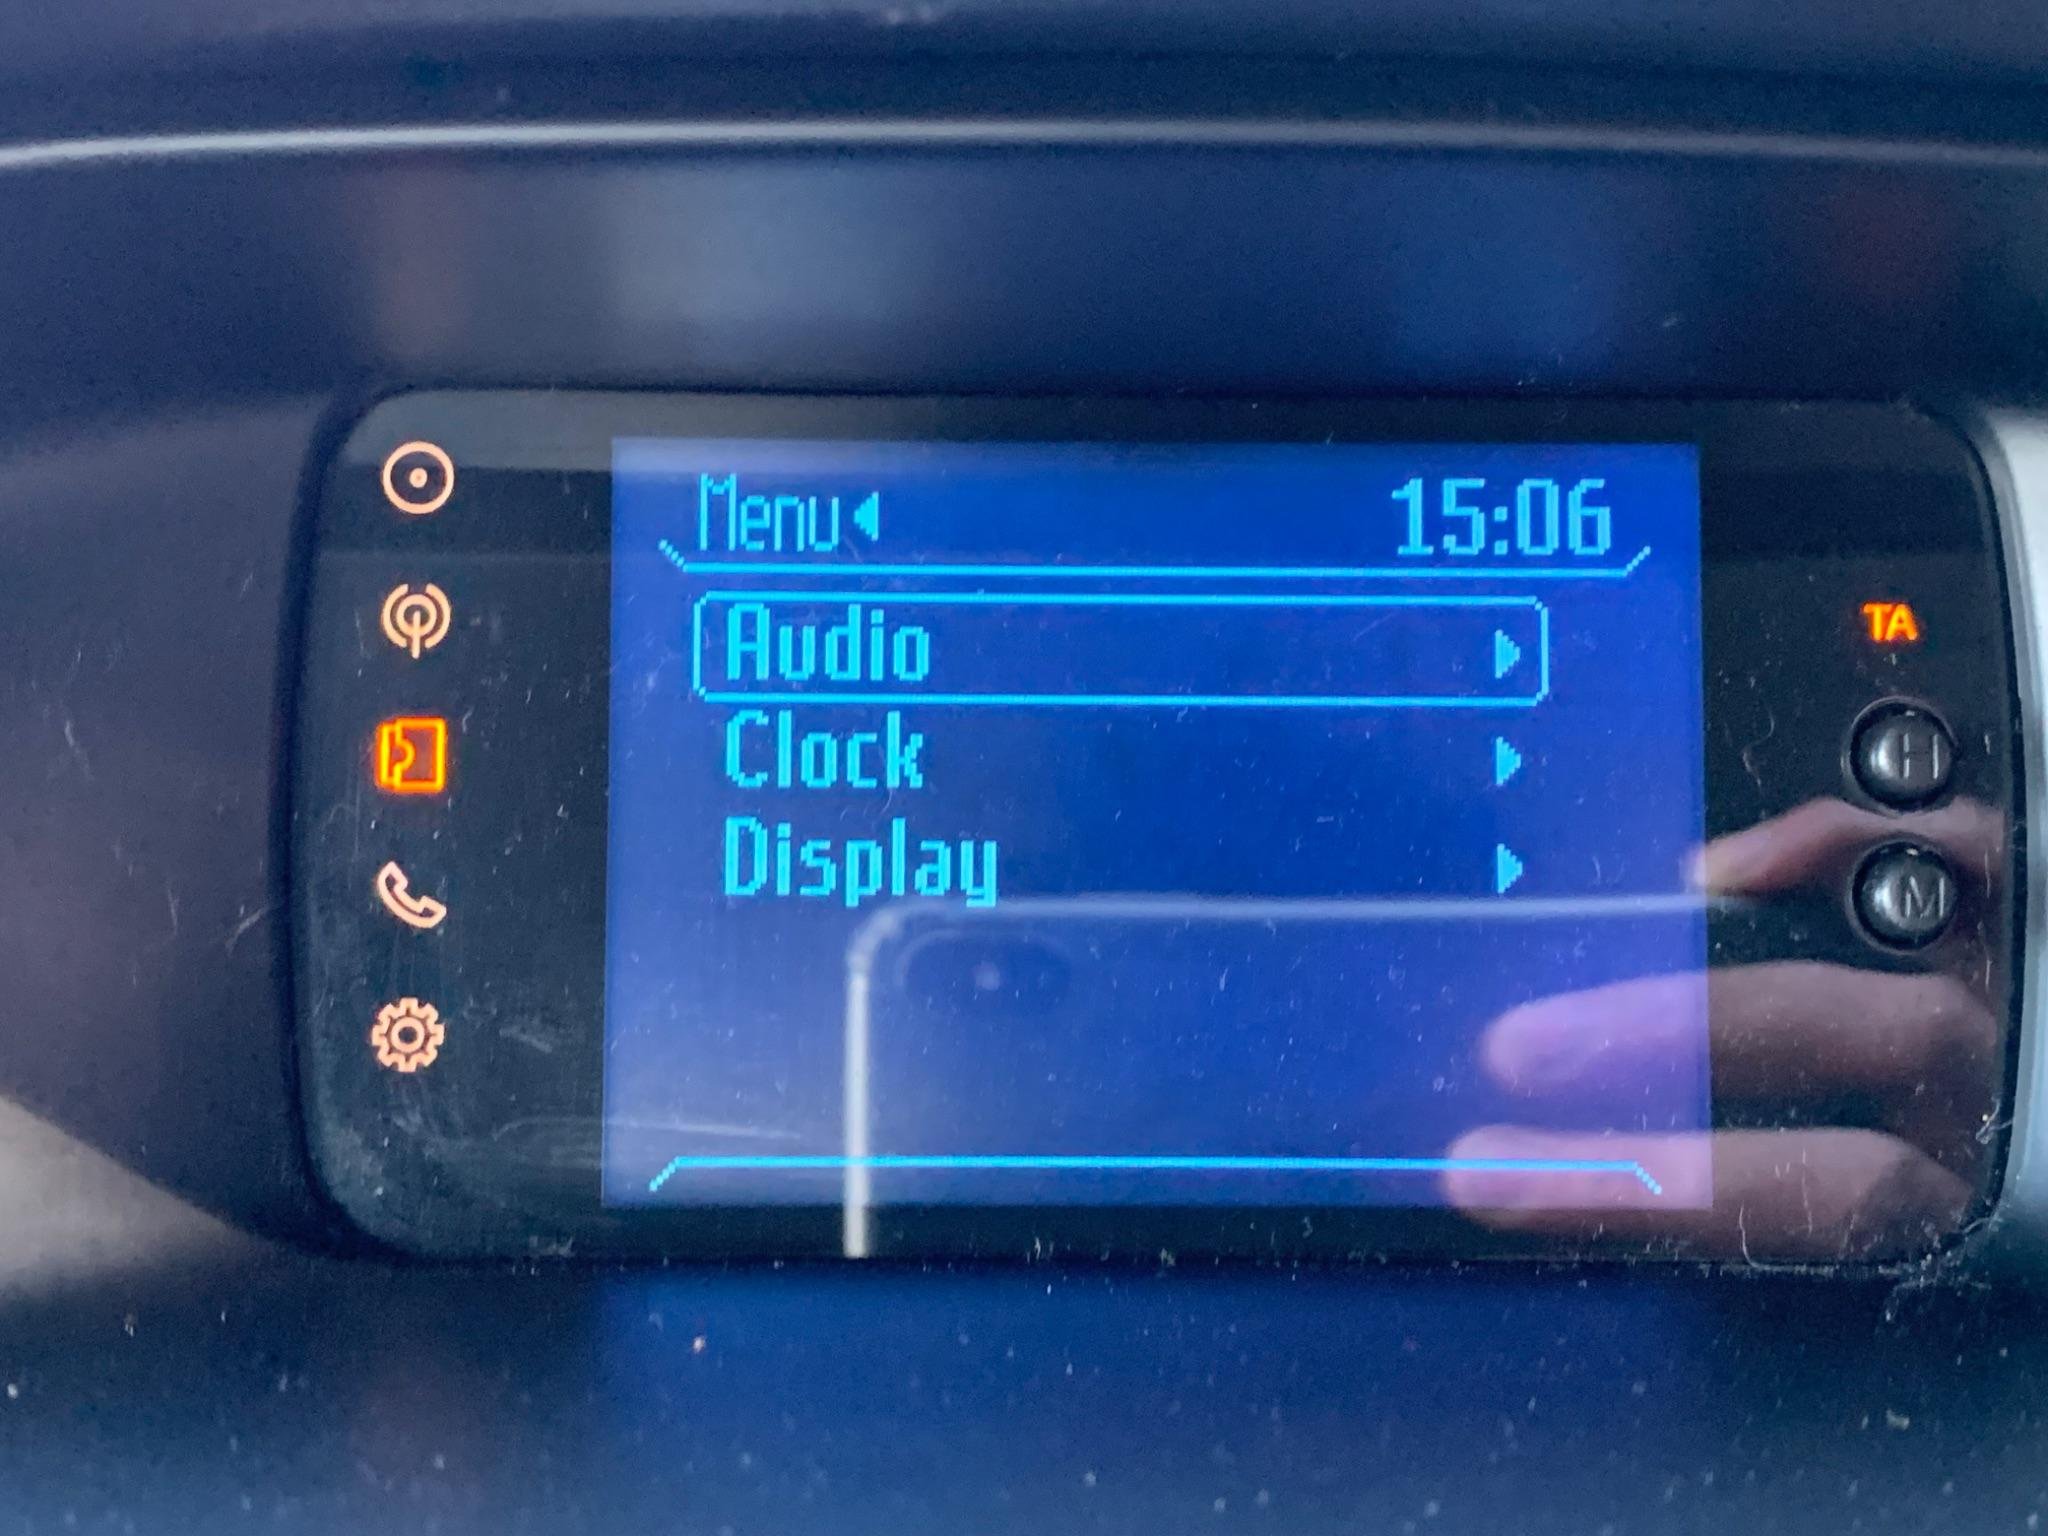 Menu 15:06
Audio
Clock
Display
TA
H
M